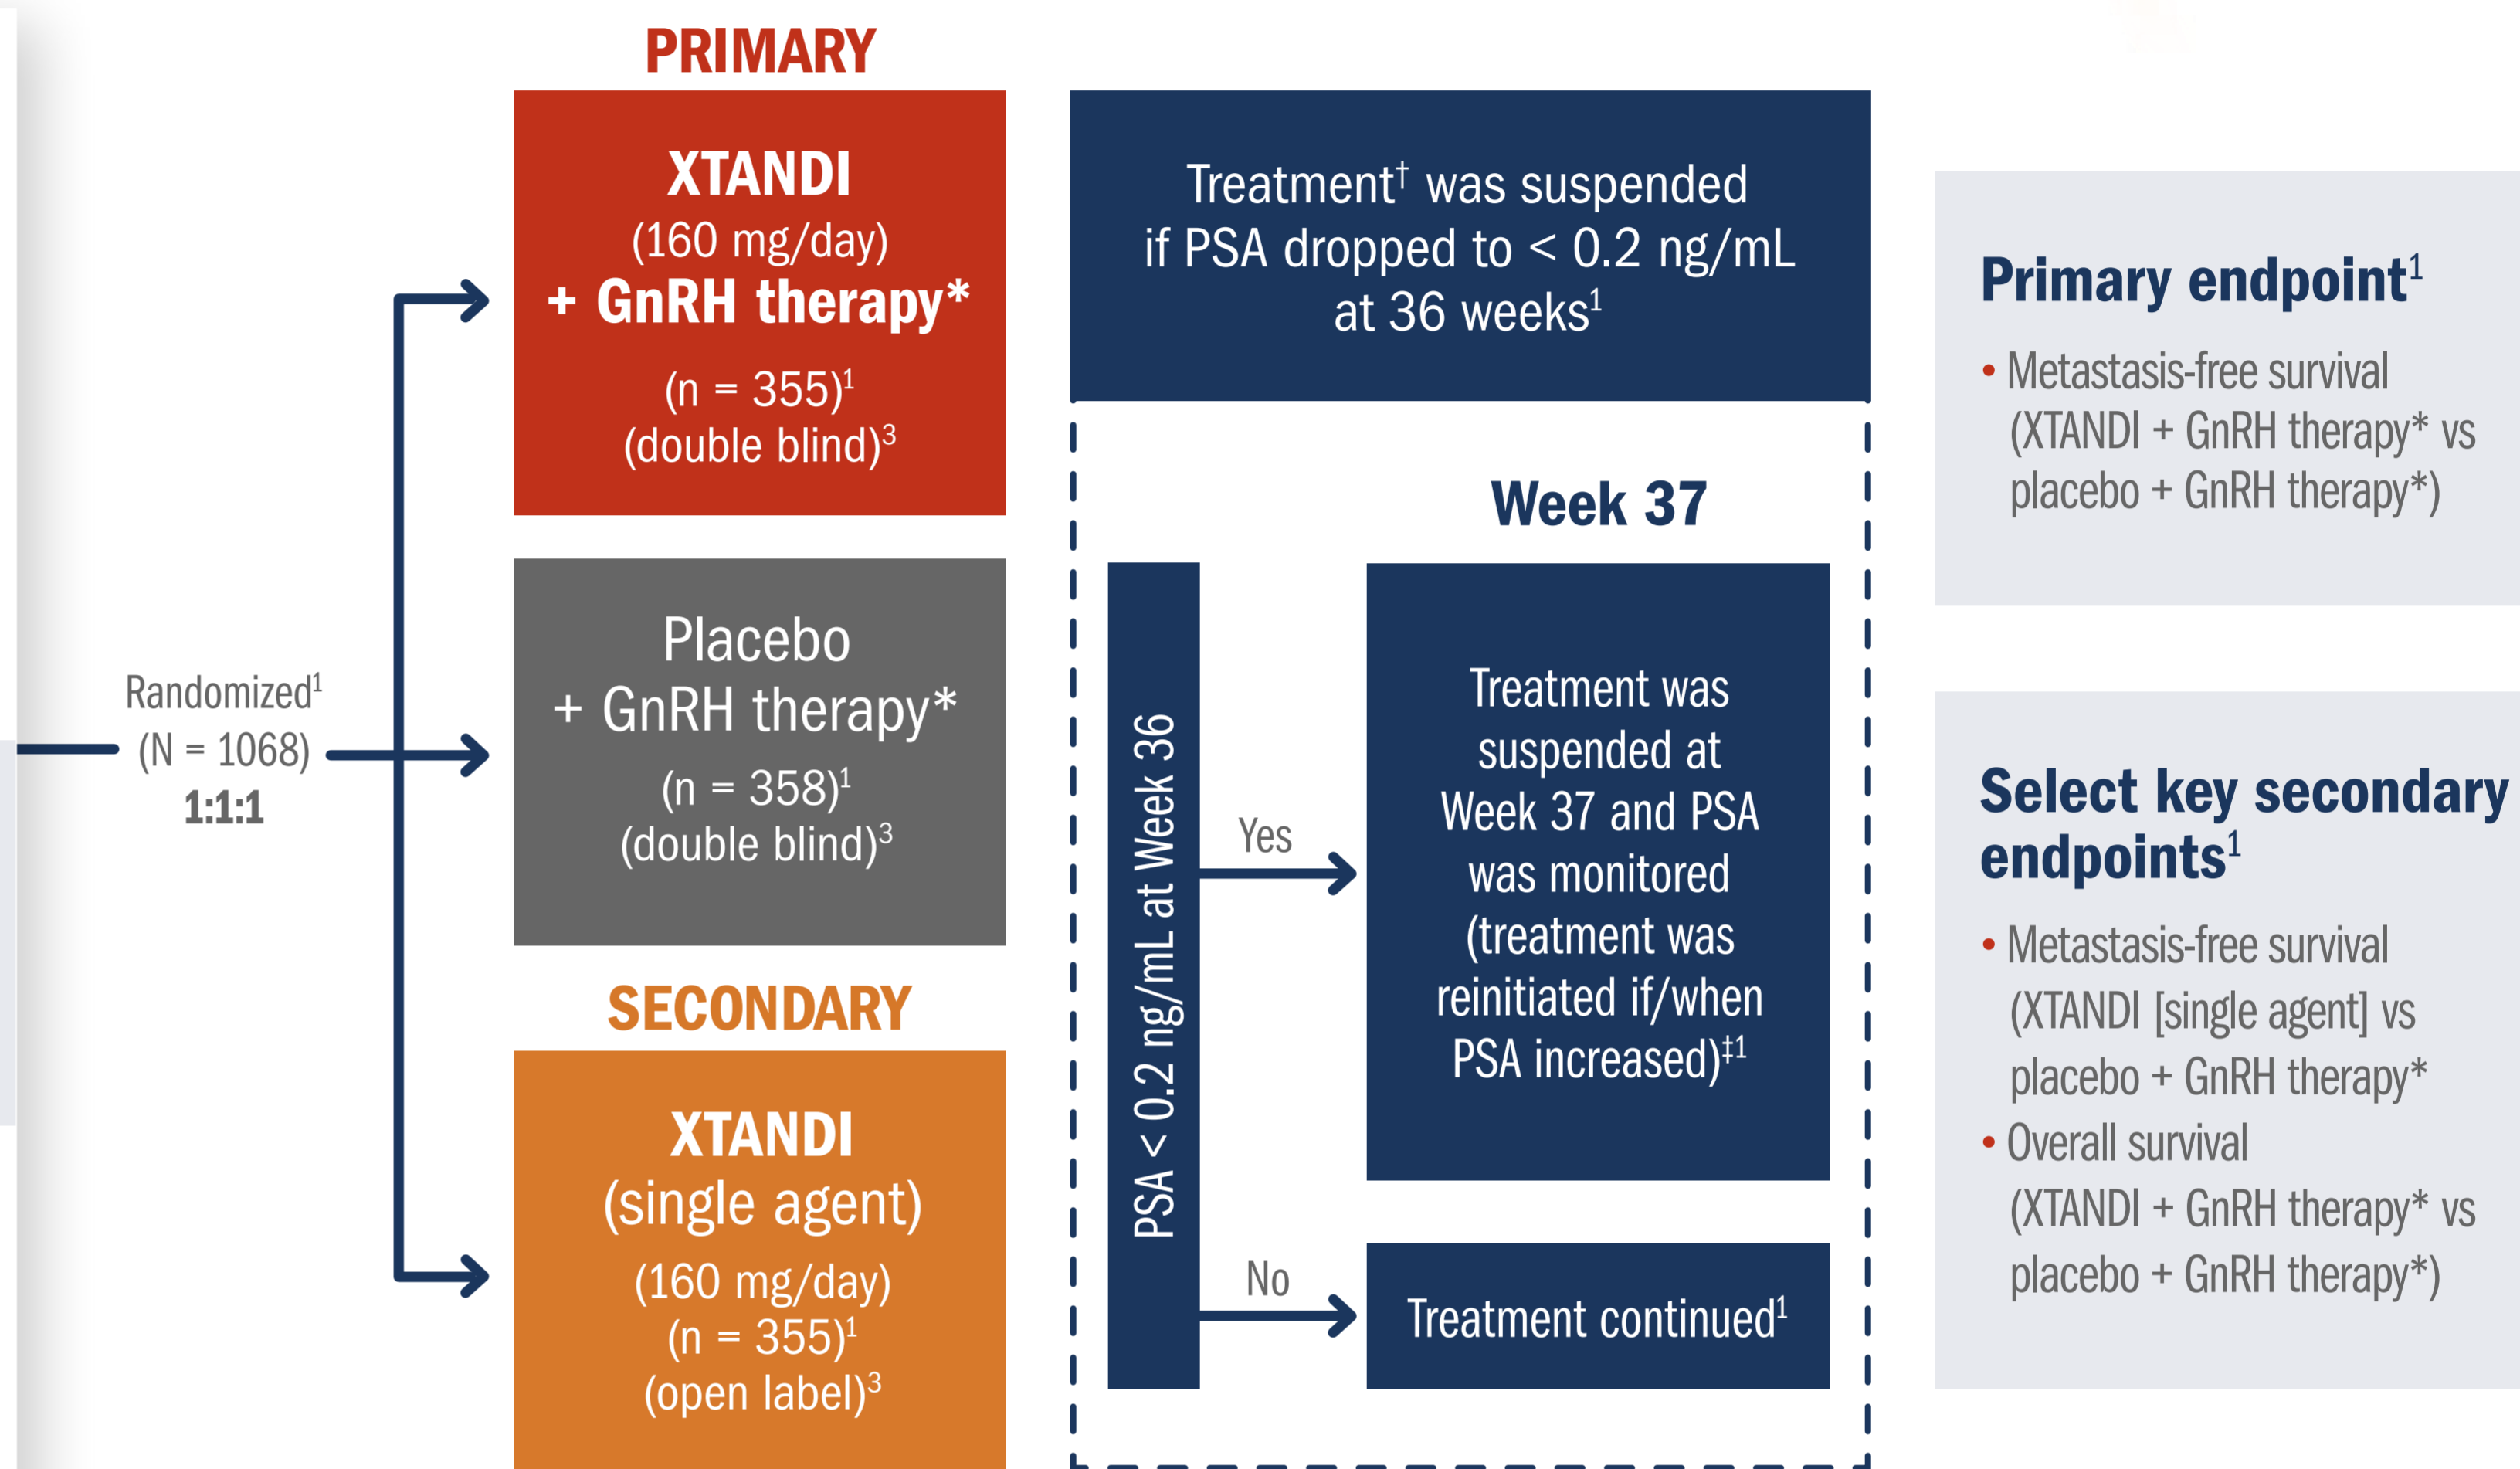 Randomized¹
(N = 1068)
1:1:1
PRIMARY
XTANDI
(160 mg/day)
+ GnRH therapy*
(n = 355)¹
(double blind)³
Placebo
+ GnRH therapy*
(n = 358)¹
(double blind)³
SECONDARY
XTANDI
(single agent)
(160 mg/day)
(n = 355)¹
(open label)³
Treatment† was suspended
if PSA dropped to < 0.2 ng/mL
at 36 weeks¹
PSA < 0.2 ng/mL at Week 36
Week 37
Yes
Treatment was
suspended at
Week 37 and PSA
was monitored
(treatment was
reinitiated if/when
PSA increased)‡¹
No
Treatment continued¹
Primary endpoint¹
• Metastasis-free survival
(XTANDI + GnRH therapy* vs
placebo + GnRH therapy*)
Select key secondary
endpoints¹
• Metastasis-free survival
(XTANDI [single agent] vs
placebo + GnRH therapy*
• Overall survival
(XTANDI + GnRH therapy* vs
placebo + GnRH therapy*)